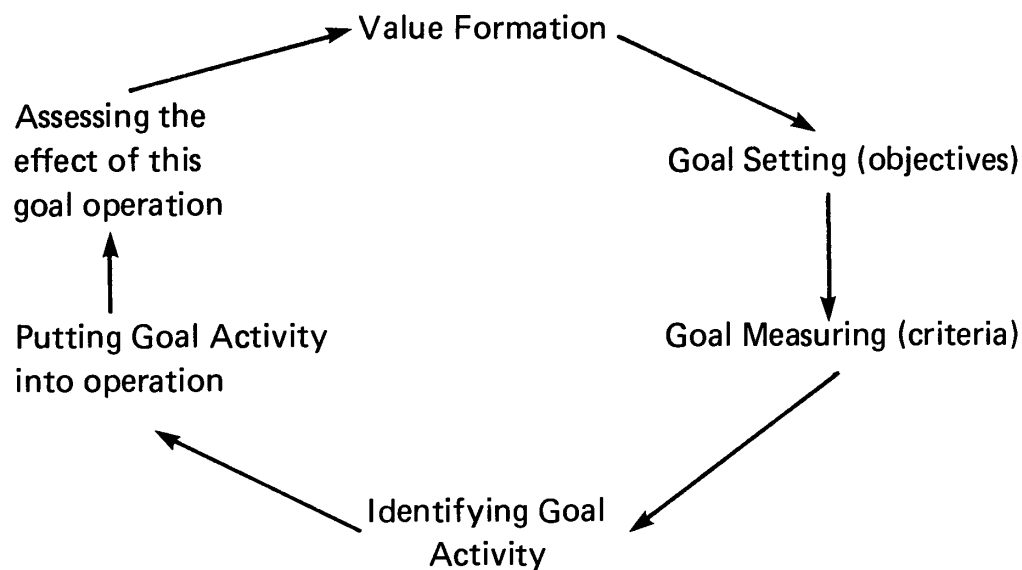 Value Formation
Goal Setting (objectives)
Goal Measuring (criteria)
Identifying Goal
Activity
Putting Goal Activity
into operation
Assessing the
effect of this
goal operation